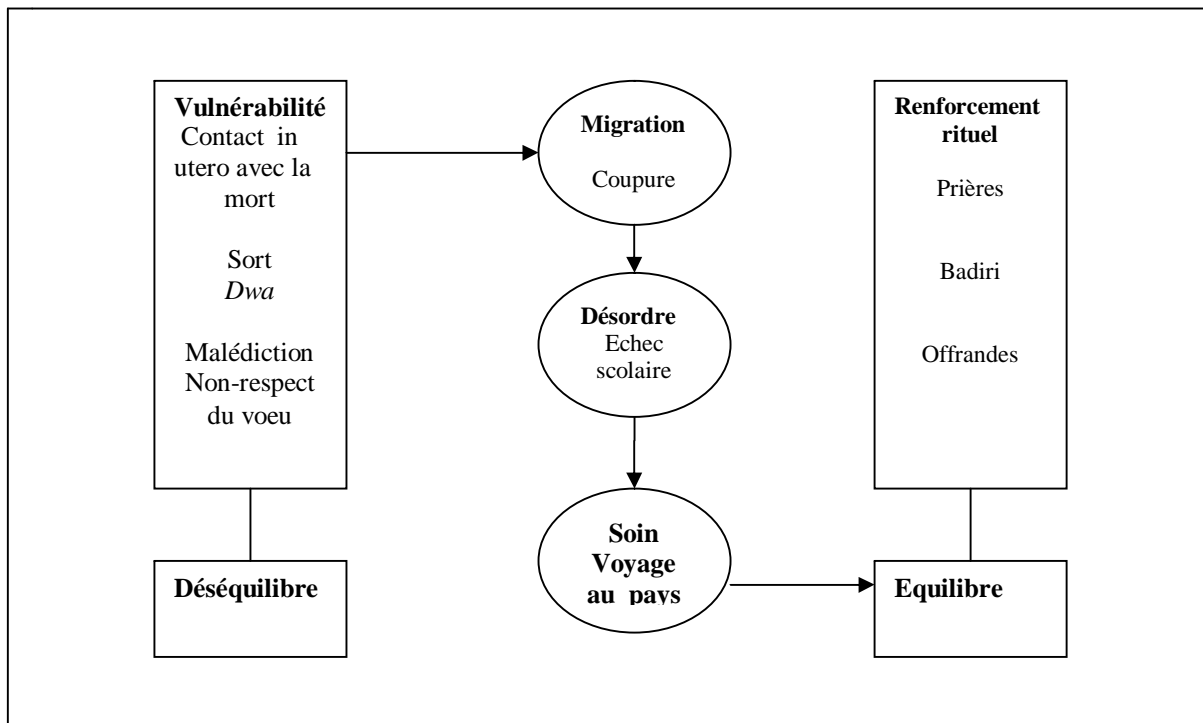 Vulnérabilité
Contact in
utero avec la
mort
Sort
Dwa
Malédiction
Non-respect
du voeu
Déséquilibre
Migration
Coupure
Désordre
Echec
scolaire
Soin
Voyage
au pays
Renforcement
rituel
Prières
Badiri
Offrandes
Equilibre